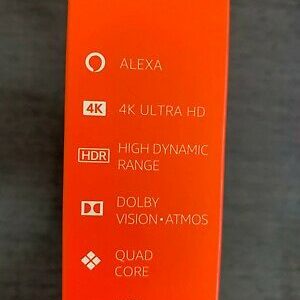 ALEXA
4K 4K ULTRA HD
HDR HIGH DYNAMIC
RANGE
DOLBY
VISION•ATMOS
QUAD
CORE